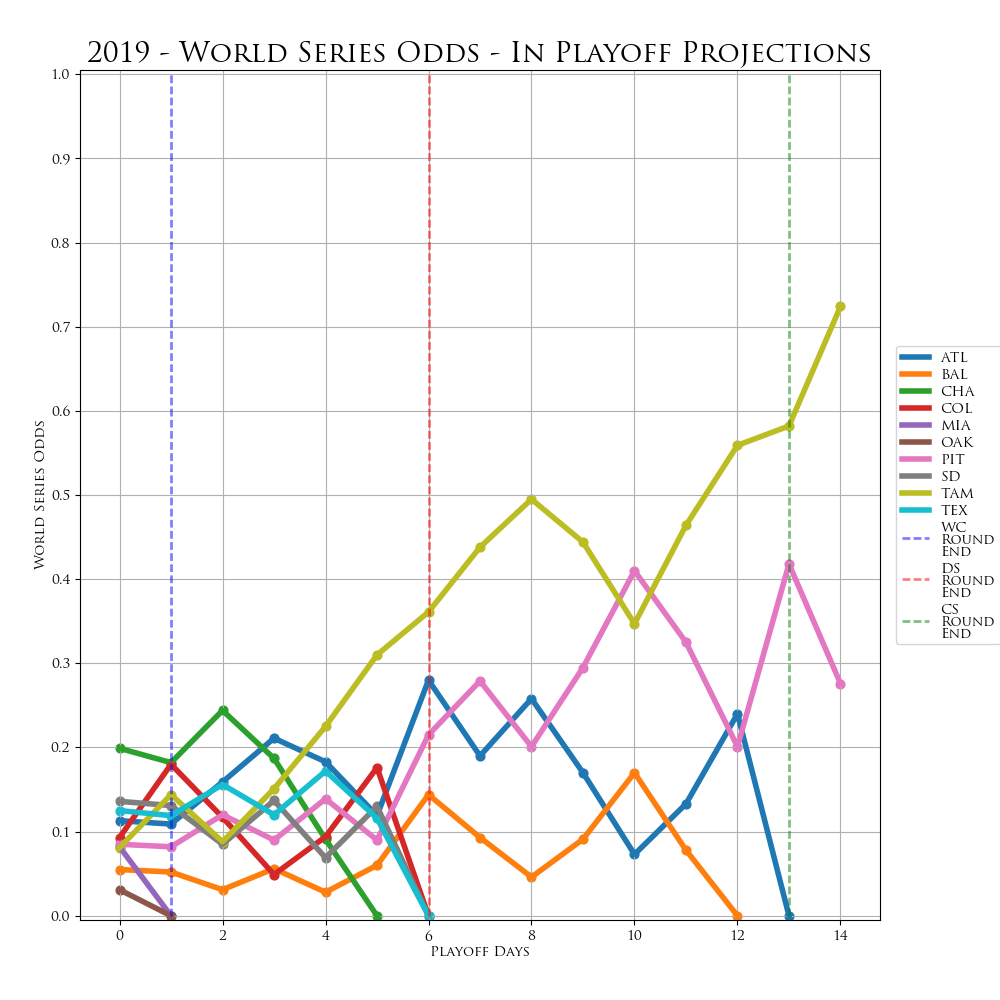 2019 - World Series Odds - In Playoff Projections
1.0
0.9
0.8
0.7
0.6
0.5
0.4
0.3
0.2
0.1
0.0
World Series Odds
0 2 4 6 8 10 12 14
Playoff Days
ATL
BAL
CHA
COL
MIA
OAK
PIT
SD
TAM
TEX
WC
Round
End
DS
Round
End
CS
Round
End